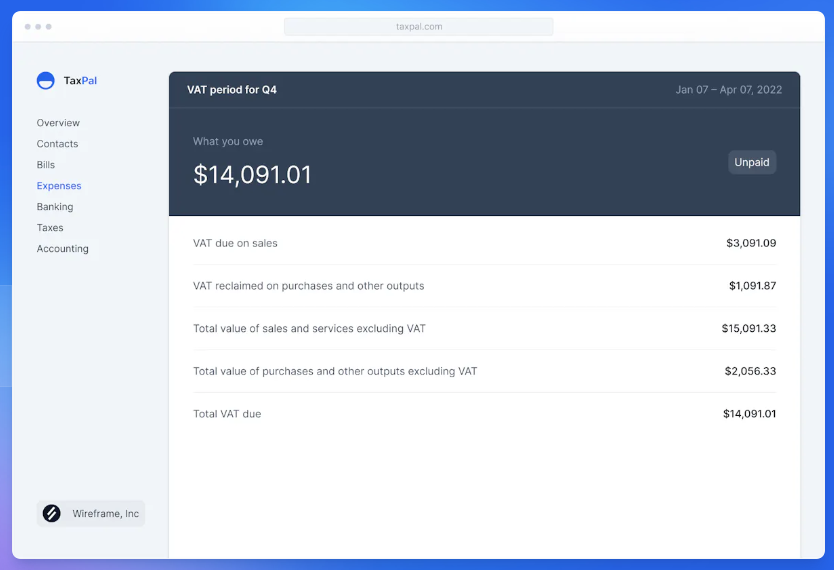 taxpal.com
TaxPal
Overview
Contacts
Bills
Expenses
Banking
Taxes
Accounting
Wireframe, Inc
VAT period for Q4 Jan 07 – Apr 07, 2022
What you owe
$14,091.01
Unpaid
VAT due on sales $3,091.09
VAT reclaimed on purchases and other outputs $1,091.87
Total value of sales and services excluding VAT $15,091.33
Total value of purchases and other outputs excluding VAT $2,056.33
Total VAT due $14,091.01